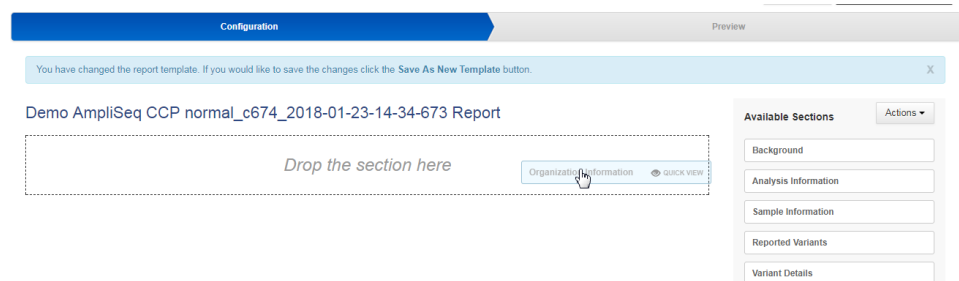 Configuration
Preview
You have changed the report template. If you would like to save the changes click the Save As New Template button.
X
Demo AmpliSeq CCP normal_c674_2018-01-23-14-34-673 Report
Drop the section here
Organization Information
QUICK VIEW
Available Sections
Actions
Background
Analysis Information
Sample Information
Reported Variants
Variant Details